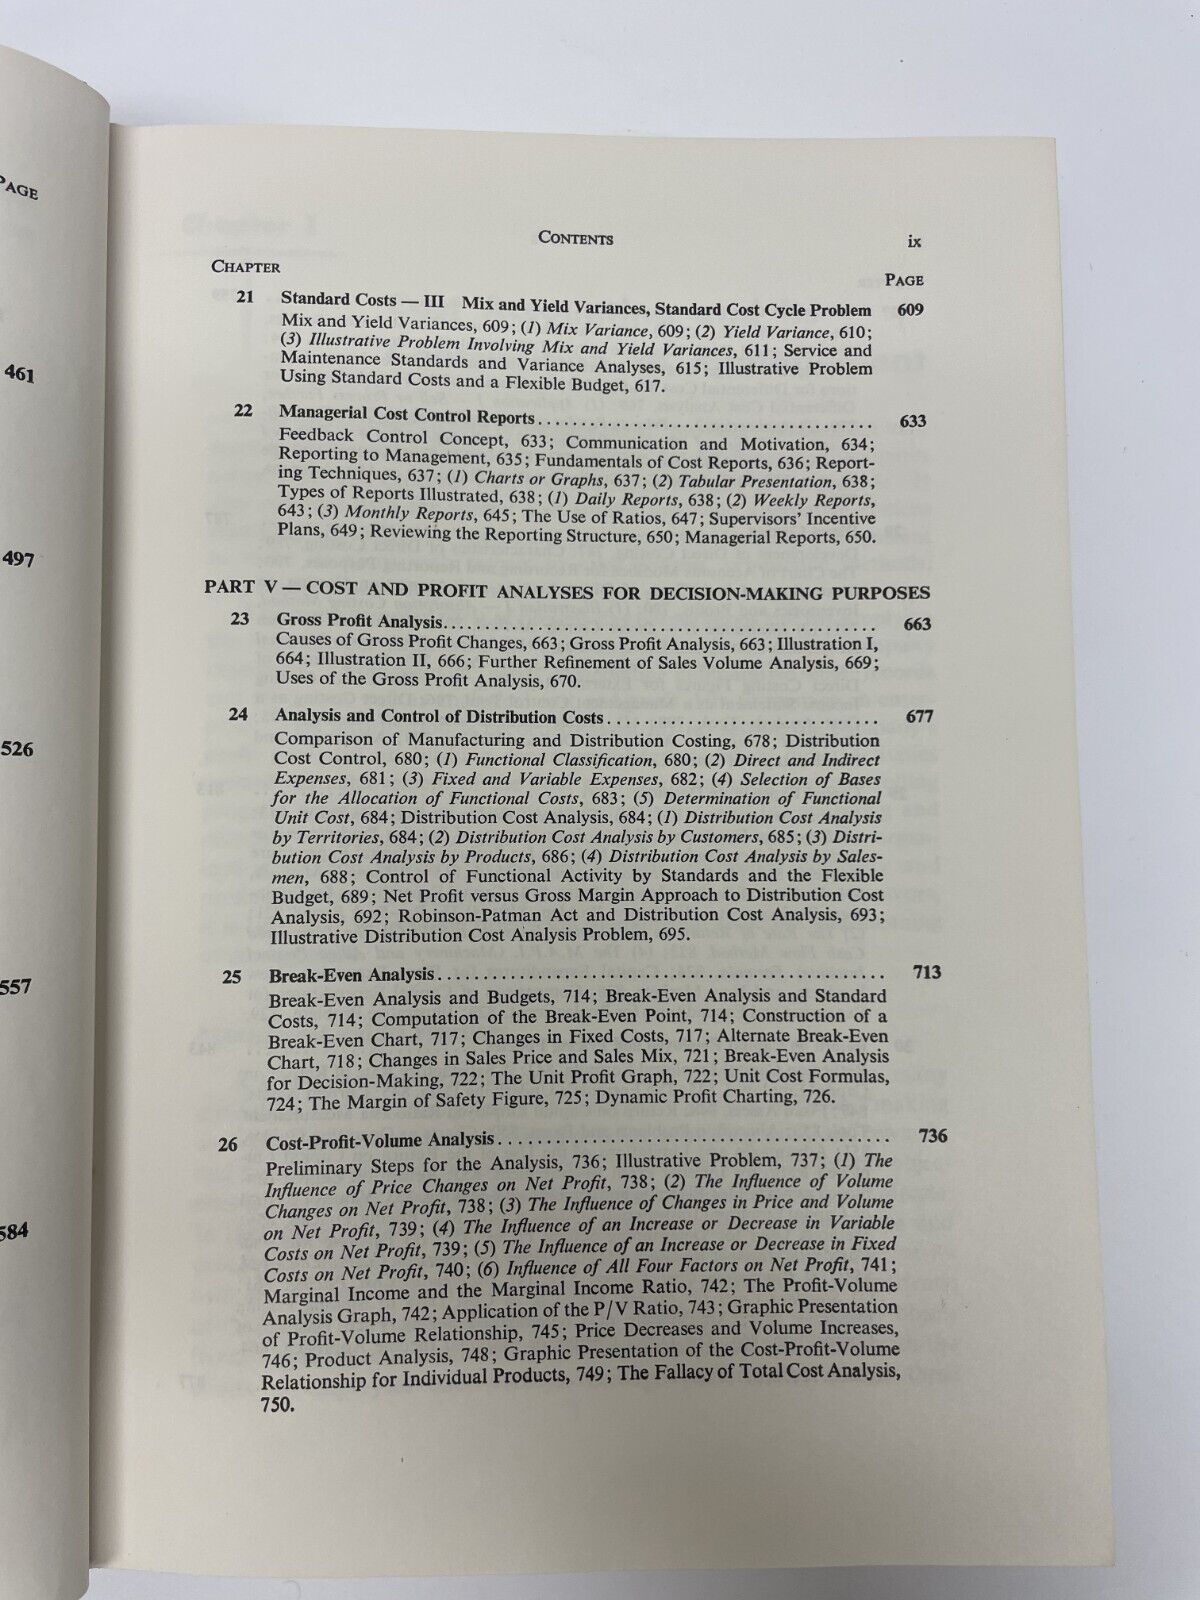 PAGE
461
497
526
557
584
CONTENTS ix
CHAPTER PAGE
21 Standard Costs — III Mix and Yield Variances, Standard Cost Cycle Problem 609
Mix and Yield Variances, 609; (1) Mix Variance, 609; (2) Yield Variance, 610;
(3) Illustrative Problem Involving Mix and Yield Variances, 611; Service and
Maintenance Standards and Variance Analyses, 615; Illustrative Problem
Using Standard Costs and a Flexible Budget, 617.
22 Managerial Cost Control Reports........................................ 633
Feedback Control Concept, 633; Communication and Motivation, 634;
Reporting to Management, 635; Fundamentals of Cost Reports, 636; Report-
ing Techniques, 637; (1) Charts or Graphs, 637; (2) Tabular Presentation, 638;
Types of Reports Illustrated, 638; (1) Daily Reports, 638; (2) Weekly Reports,
643; (3) Monthly Reports, 645; The Use of Ratios, 647; Supervisors' Incentive
Plans, 649; Reviewing the Reporting Structure, 650; Managerial Reports, 650.
PART V — COST AND PROFIT ANALYSES FOR DECISION-MAKING PURPOSES
23 Gross Profit Analysis.................................................... 663
Causes of Gross Profit Changes, 663; Gross Profit Analysis, 663; Illustration I,
664; Illustration II, 666; Further Refinement of Sales Volume Analysis, 669;
Uses of the Gross Profit Analysis, 670.
24 Analysis and Control of Distribution Costs................................ 677
Comparison of Manufacturing and Distribution Costing, 678; Distribution
Cost Control, 680; (1) Functional Classification, 680; (2) Direct and Indirect
Expenses, 681; (3) Fixed and Variable Expenses, 682; (4) Selection of Bases
for the Allocation of Functional Costs, 683; (5) Determination of Functional
Unit Cost, 684; Distribution Cost Analysis, 684; (1) Distribution Cost Analysis
by Territories, 684; (2) Distribution Cost Analysis by Customers, 685; (3) Distri-
bution Cost Analysis by Products, 686; (4) Distribution Cost Analysis by Sales-
men, 688; Control of Functional Activity by Standards and the Flexible
Budget, 689; Net Profit versus Gross Margin Approach to Distribution Cost
Analysis, 692; Robinson-Patman Act and Distribution Cost Analysis, 693;
Illustrative Distribution Cost Analysis Problem, 695.
25 Break-Even Analysis..................................................... 713
Break-Even Analysis and Budgets, 714; Break-Even Analysis and Standard
Costs, 714; Computation of the Break-Even Point, 714; Construction of a
Break-Even Chart, 717; Changes in Fixed Costs, 717; Alternate Break-Even
Chart, 718; Changes in Sales Price and Sales Mix, 721; Break-Even Analysis
for Decision-Making, 722; The Unit Profit Graph, 722; Unit Cost Formulas,
724; The Margin of Safety Figure, 725; Dynamic Profit Charting, 726.
26 Cost-Profit-Volume Analysis.............................................. 736
Preliminary Steps for the Analysis, 736; Illustrative Problem, 737; (1) The
Influence of Price Changes on Net Profit, 738; (2) The Influence of Volume
Changes on Net Profit, 738; (3) The Influence of Changes in Price and Volume
on Net Profit, 739; (4) The Influence of an Increase or Decrease in Variable
Costs on Net Profit, 739; (5) The Influence of an Increase or Decrease in Fixed
Costs on Net Profit, 740; (6) Influence of All Four Factors on Net Profit, 741;
Marginal Income and the Marginal Income Ratio, 742; The Profit-Volume
Analysis Graph, 742; Application of the P/V Ratio, 743; Graphic Presentation
of Profit-Volume Relationship, 745; Price Decreases and Volume Increases,
746; Product Analysis, 748; Graphic Presentation of the Cost-Profit-Volume
Relationship for Individual Products, 749; The Fallacy of Total Cost Analysis,
750.